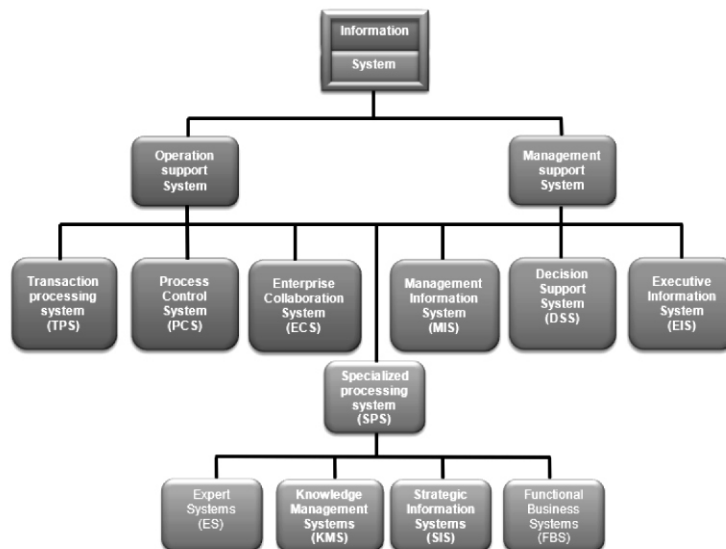 Information
System
Operation
support
System
Management
support
System
Transaction
processing
system
(TPS)
Process
Control
System
(PCS)
Enterprise
Collaboration
System
(ECS)
Management
Information
System
(MIS)
Decision
Support
System
(DSS)
Executive
Information
System
(EIS)
Specialized
processing
system
(SPS)
Expert
Systems
(ES)
Knowledge
Management
Systems
(KMS)
Strategic
Information
Systems
(SIS)
Functional
Business
Systems
(FBS)